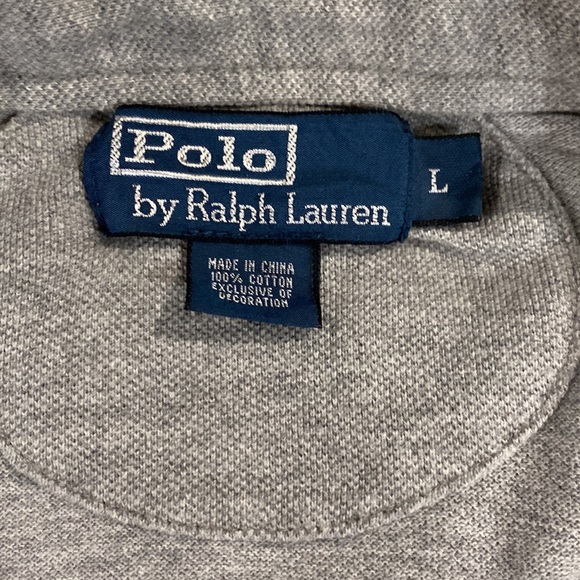 Polo
by Ralph Lauren
L
MADE IN CHINA
100% COTTON
EXCLUSIVE OF
DECORATION